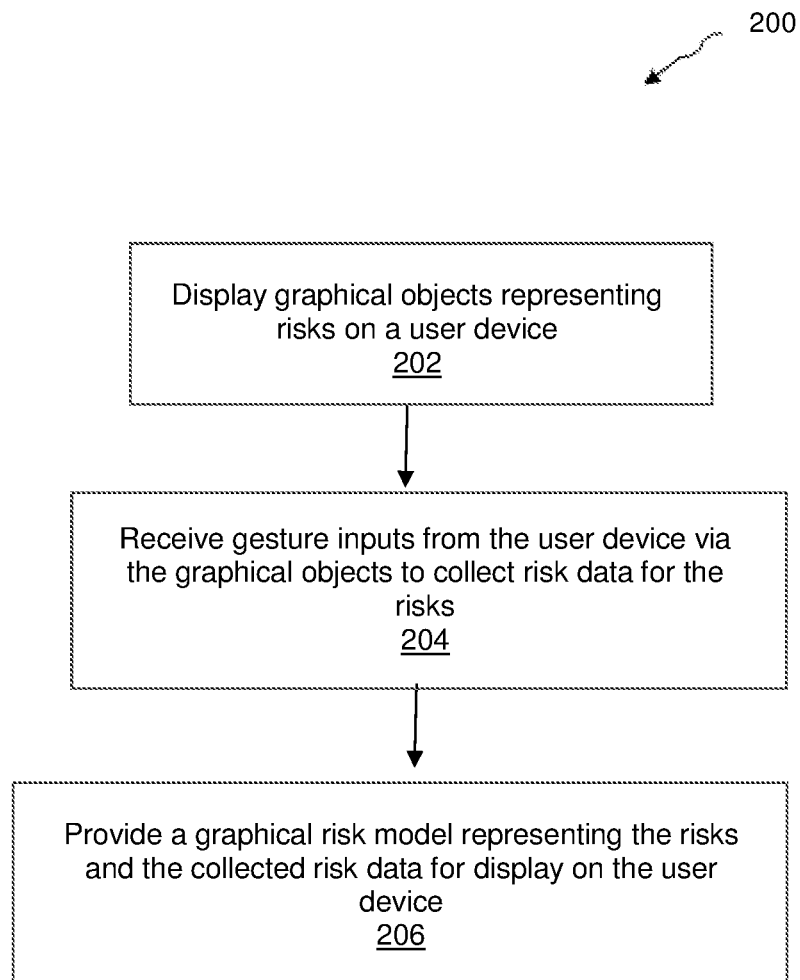 200
Display graphical objects representing
risks on a user device
202
Receive gesture inputs from the user device via
the graphical objects to collect risk data for the
risks
204
Provide a graphical risk model representing the risks
and the collected risk data for display on the user
device
206